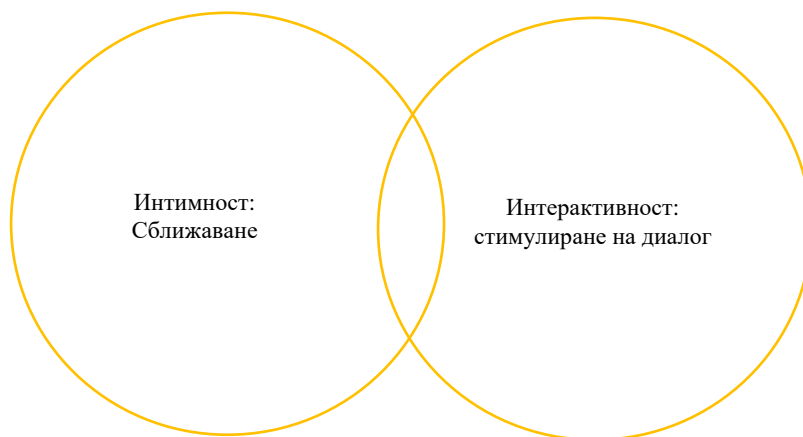 Интимност:
Сближаване
Интерактивност:
стимулиране на диалог